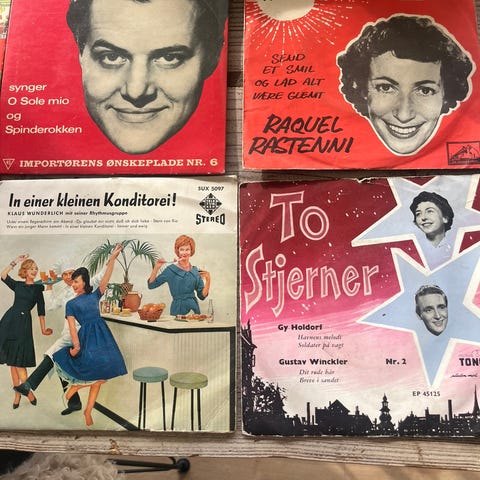 synger
O Sole mio
og
Spinderokken
IMPORTØRENS ØNSKEPLADE NR. 6
SEND
ET SMIL
OG LAD ALT
VÆRE GLEMT
RAQUEL
RASTENNI
In einer kleinen Konditorei!
SUX 5097
KLAUS WUNDERLICH mit seiner Rhythmusgruppe
STEREO
To
Stjerner
Gy Holdorf
Harmens melodi
Soldater på vagt
Gustav Winckler
Nr. 2
Dit røde hår
Brevo i sandet
TON
EP 45125